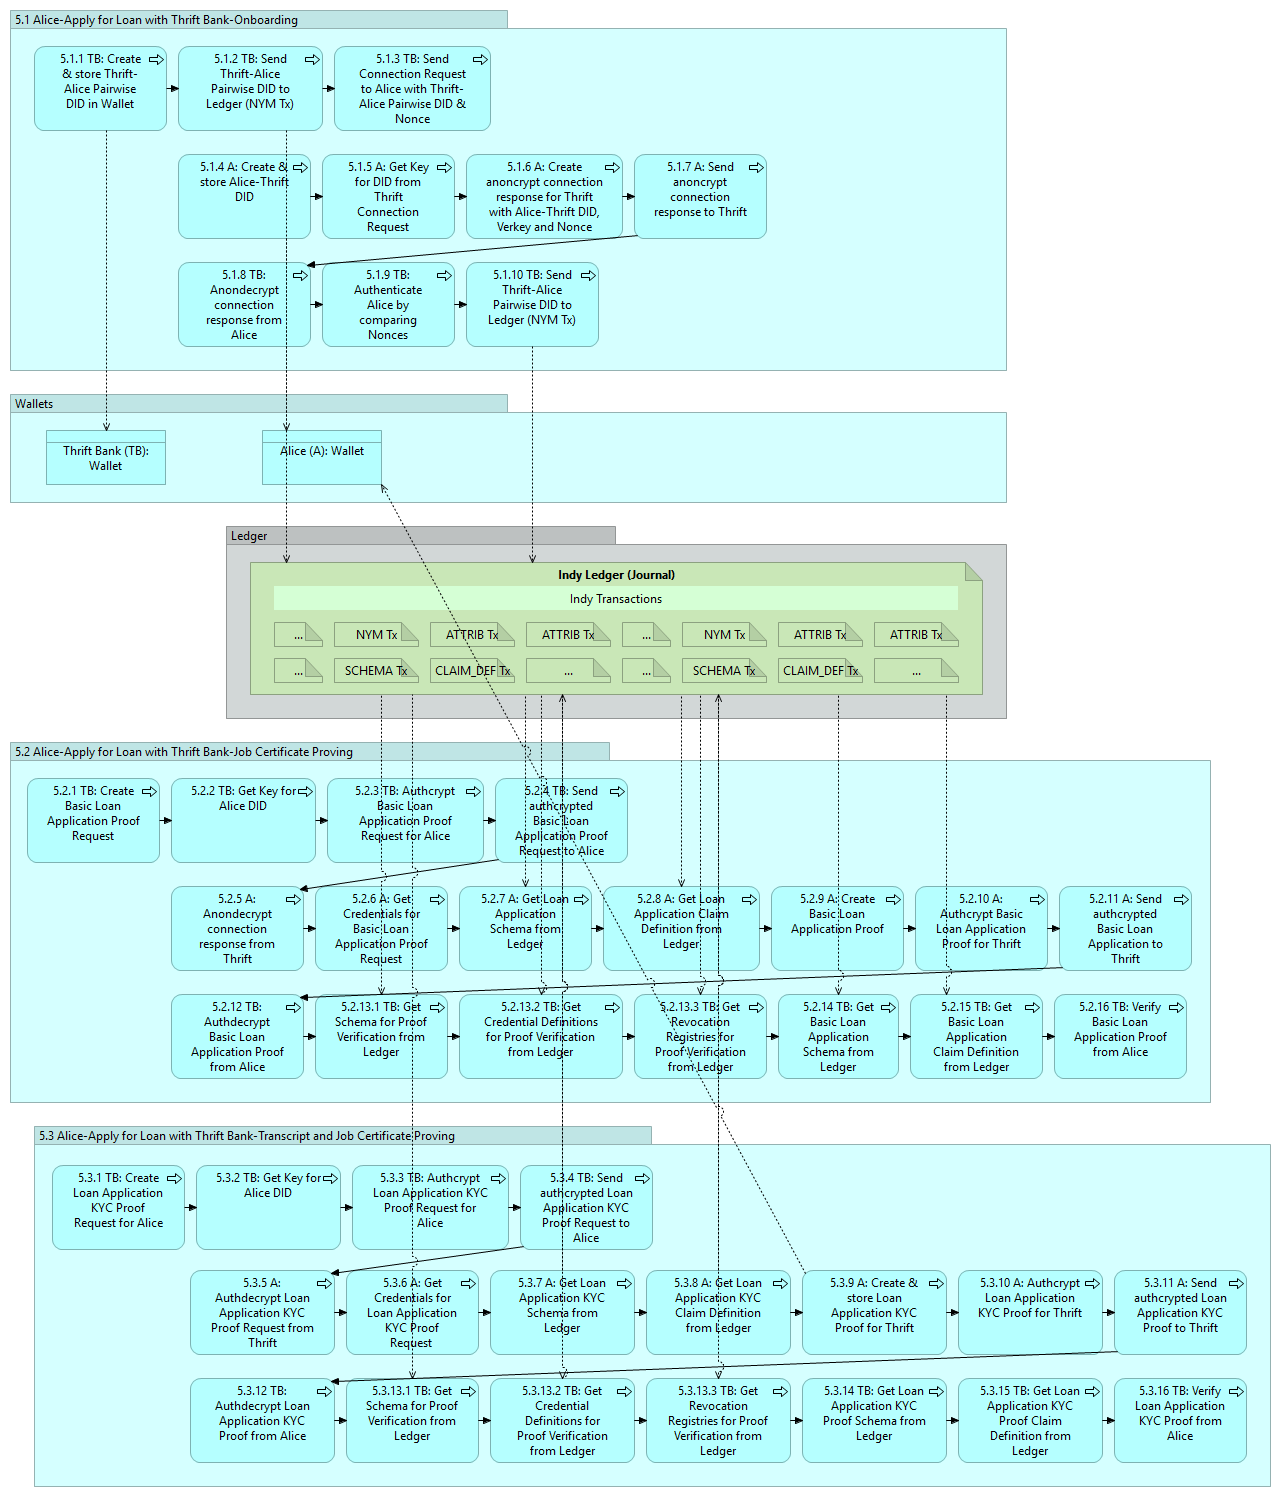 5.1 Alice-Apply for Loan with Thrift Bank-Onboarding
5.1.1 TB: Create
& store Thrift-
Alice Pairwise
DID in Wallet
5.1.2 TB: Send
Thrift-Alice
Pairwise DID to
Ledger (NYM Tx)
5.1.3 TB: Send
Connection Request
to Alice with Thrift-
Alice Pairwise DID &
Nonce
5.1.4 A: Create &
store Alice-Thrift
DID
5.1.5 A: Get Key
for DID from
Thrift
Connection
Request
5.1.6 A: Create
anoncrypt connection
response for Thrift
with Alice-Thrift DID,
Verkey and Nonce
5.1.7 A: Send
anoncrypt
connection
response to Thrift
5.1.8 TB:
Anondecrypt
connection
response from
Alice
5.1.9 TB:
Authenticate
Alice by
comparing
Nonces
5.1.10 TB: Send
Thrift-Alice
Pairwise DID to
Ledger (NYM Tx)
Wallets
Thrift Bank (TB):
Wallet
Alice (A): Wallet
Ledger
Indy Ledger (Journal)
Indy Transactions
...
NYM Tx
ATTRIB Tx
ATTRIB Tx
...
NYM Tx
ATTRIB Tx
ATTRIB Tx
...
SCHEMA Tx
CLAIM_DEF Tx
...
...
SCHEMA Tx
CLAIM_DEF Tx
...
5.2 Alice-Apply for Loan with Thrift Bank-Job Certificate Proving
5.2.1 TB: Create
Basic Loan
Application Proof
Request
5.2.2 TB: Get Key for
Alice DID
5.2.3 TB: Authcrypt
Basic Loan
Application Proof
Request for Alice
5.2.4 TB: Send
authcrypted
Basic Loan
Application Proof
Request to Alice
5.2.5 A:
Anondecrypt
connection
response from
Thrift
5.2.6 A: Get
Credentials for
Basic Loan
Application Proof
Request
5.2.7 A: Get Loan
Application
Schema from
Ledger
5.2.8 A: Get Loan
Application Claim
Definition from
Ledger
5.2.9 A: Create
Basic Loan
Application Proof
5.2.10 A:
Authcrypt Basic
Loan Application
Proof for Thrift
5.2.11 A: Send
authcrypted
Basic Loan
Application to
Thrift
5.2.12 TB:
Authdecrypt
Basic Loan
Application Proof
from Alice
5.2.13.1 TB: Get
Schema for Proof
Verification from
Ledger
5.2.13.2 TB: Get
Credential Definitions
for Proof Verification
from Ledger
5.2.13.3 TB: Get
Revocation
Registries for
Proof Verification
from Ledger
5.2.14 TB: Get
Basic Loan
Application
Schema from
Ledger
5.2.15 TB: Get
Basic Loan
Application
Claim Definition
from Ledger
5.2.16 TB: Verify
Basic Loan
Application Proof
from Alice
5.3 Alice-Apply for Loan with Thrift Bank-Transcript and Job Certificate Proving
5.3.1 TB: Create
Loan Application
KYC Proof
Request for Alice
5.3.2 TB: Get Key for
Alice DID
5.3.3 TB: Authcrypt
Loan Application KYC
Proof Request for
Alice
5.3.4 TB: Send
authcrypted Loan
Application KYC
Proof Request to
Alice
5.3.5 A:
Authdecrypt Loan
Application KYC
Proof Request from
Thrift
5.3.6 A: Get
Credentials for
Loan Application
KYC Proof
Request
5.3.7 A: Get Loan
Application KYC
Schema from
Ledger
5.3.8 A: Get Loan
Application KYC
Claim Definition
from Ledger
5.3.9 A: Create &
store Loan
Application KYC
Proof for Thrift
5.3.10 A: Authcrypt
Loan Application
KYC Proof for Thrift
5.3.11 A: Send
authcrypted Loan
Application KYC
Proof to Thrift
5.3.12 TB:
Authdecrypt Loan
Application KYC
Proof from Alice
5.3.13.1 TB: Get
Schema for Proof
Verification from
Ledger
5.3.13.2 TB: Get
Credential
Definitions for
Proof Verification
from Ledger
5.3.13.3 TB: Get
Revocation
Registries for Proof
Verification from
Ledger
5.3.14 TB: Get Loan
Application KYC
Proof Schema from
Ledger
5.3.15 TB: Get Loan
Application KYC
Proof Claim
Definition from
Ledger
5.3.16 TB: Verify
Loan Application
KYC Proof from
Alice